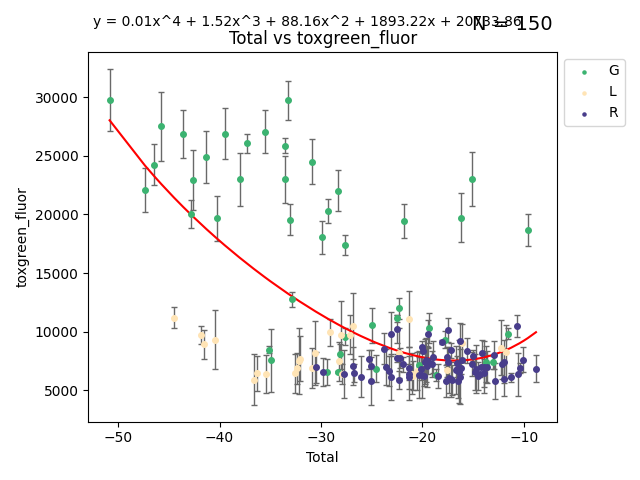 y = 0.01x^4 + 1.52x^3 + 88.16x^2 + 1893.22x +
N = 150
Total vs toxgreen_fluor
G
L
R
30000
25000
20000
15000
10000
5000
toxgreen_fluor
−50
−40
−30
−20
−10
Total